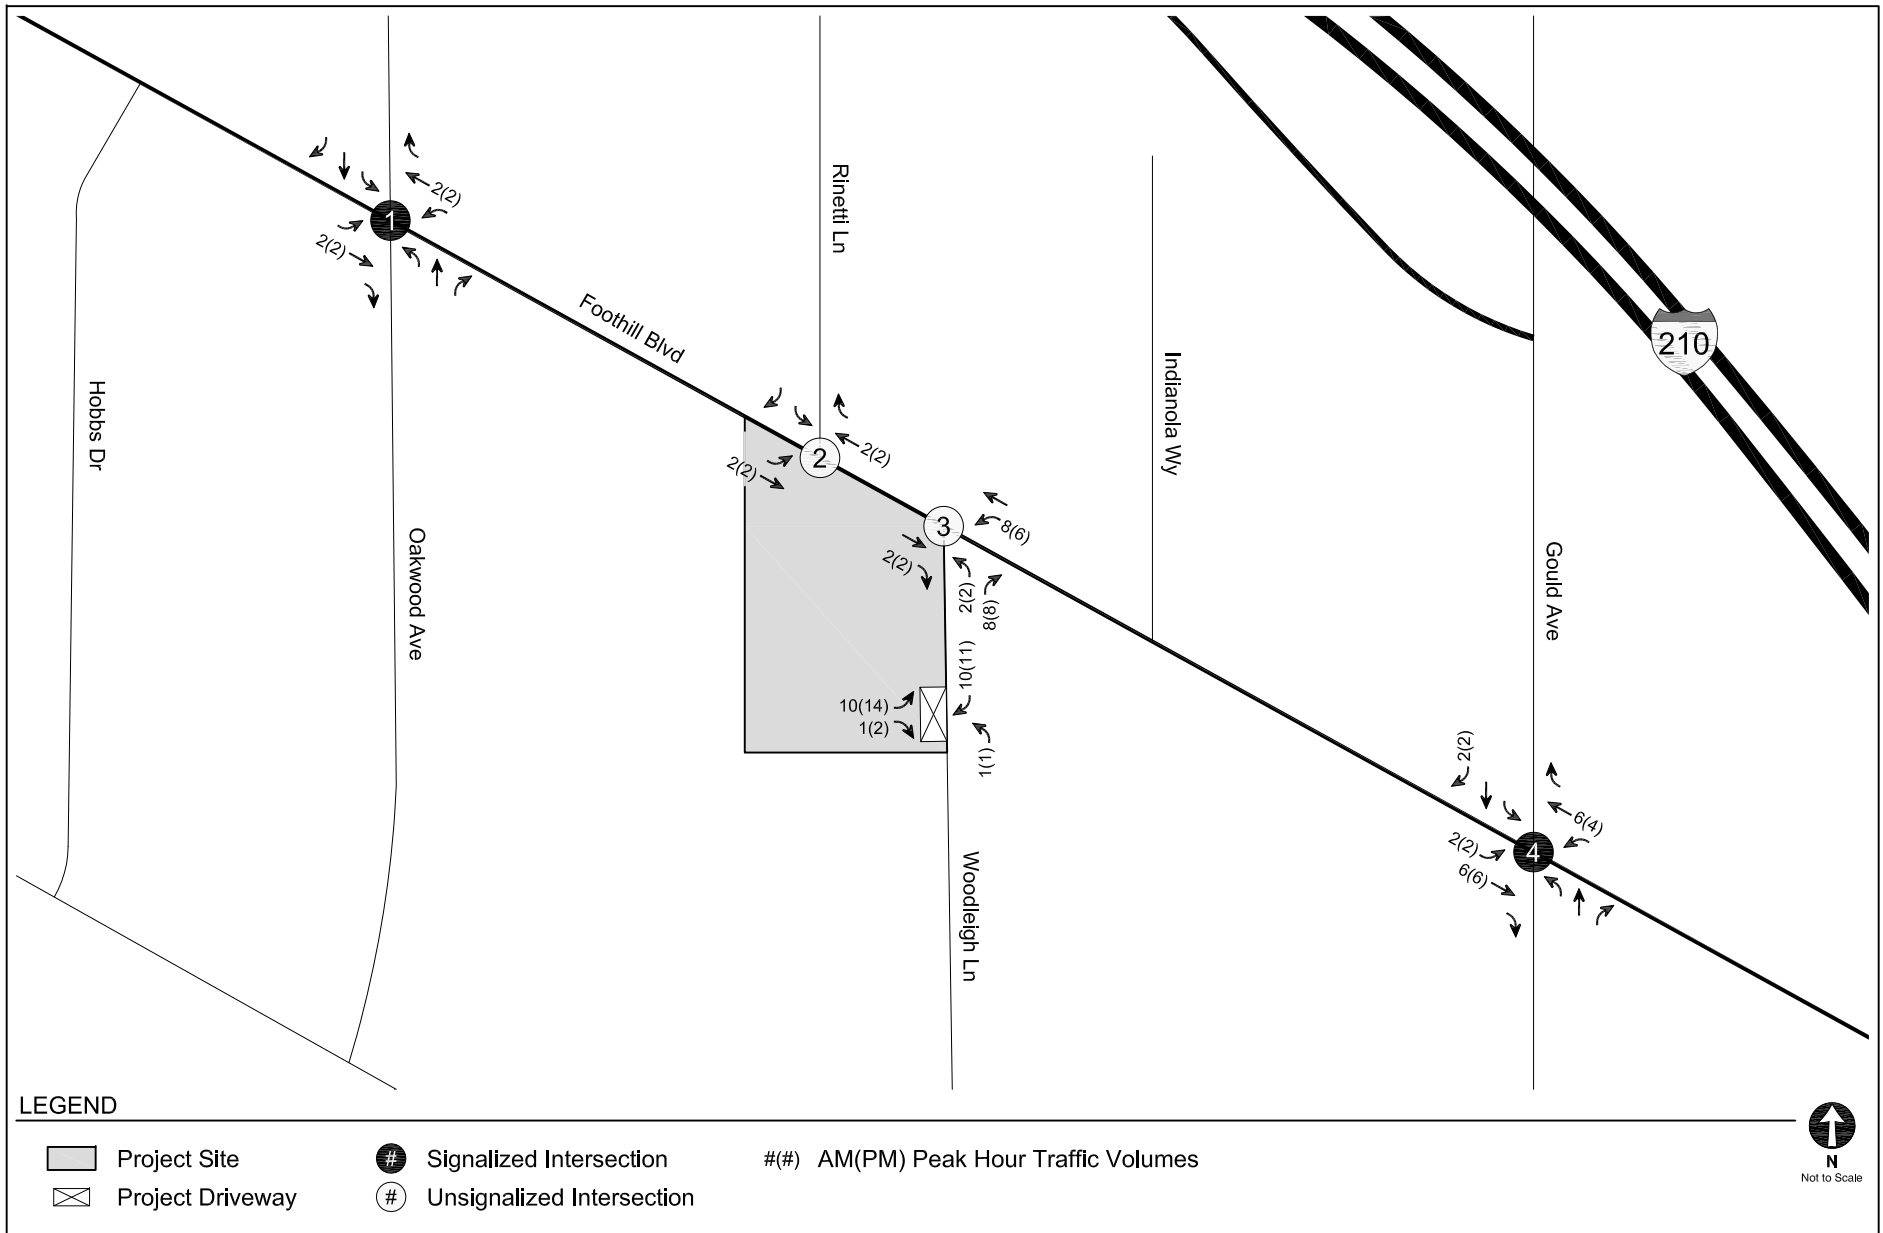 2(2)
1
2(2)
Rinetti Ln
Foothill Blvd
210
Hobbs Dr
Indianola Wy
2(2)
2
2(2)
Oakwood Ave
3
8(6)
2(2)
2(2)
8(8)
Gould Ave
10(11)
10(14)
1(2)
1(1)
2(2)
6(4)
2(2)
4
6(6)
Woodleigh Ln
LEGEND
Project Site
# Signalized Intersection
#(#) AM(PM) Peak Hour Traffic Volumes
Project Driveway
# Unsignalized Intersection
N
Not to Scale